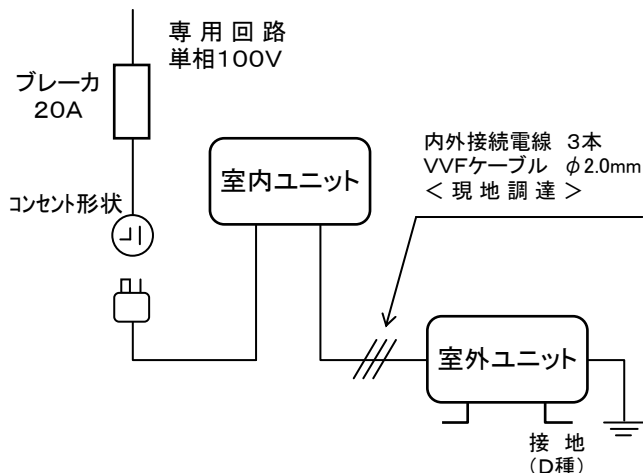 専用回路
単相100V
ブレーカ
20A
コンセント形状
室内ユニット
内外接続電線 3本
VVFケーブル φ2.0mm
<現地調達>
室外ユニット
接地
(D種)